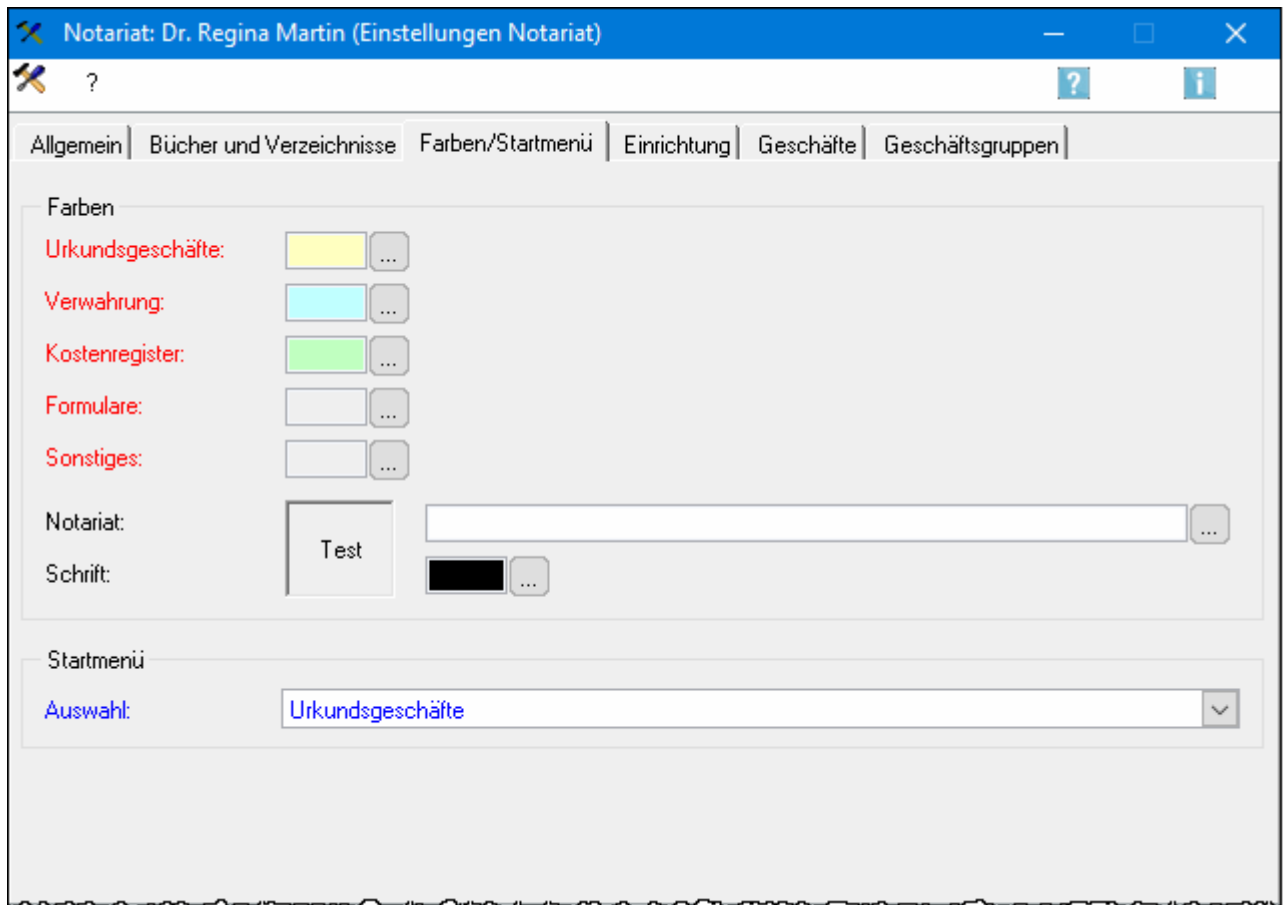 Notariat: Dr. Regina Martin (Einstellungen Notariat)
?
? i
Allgemein Bücher und Verzeichnisse Farben/Startmenü Einrichtung Geschäfte Geschäftsgruppen
Farben
Urkundsgeschäfte: ...
Verwahrung: ...
Kostenregister: ...
Formulare: ...
Sonstiges: ...
Notariat: ...
Test
Schrift: ...
Startmenü
Auswahl: Urkundsgeschäfte